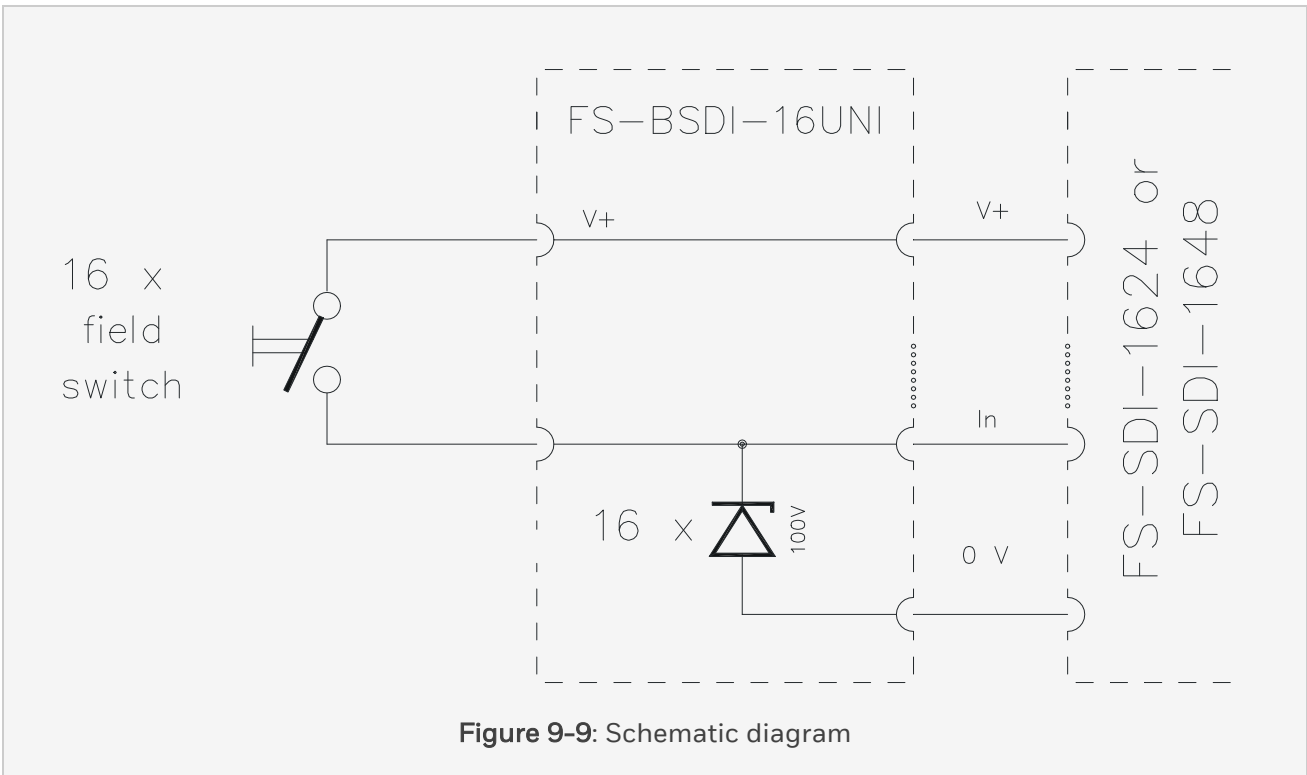 FS-BSDI-16UNI
V+
V+
16 x
field
switch
In
16 x
100V
0 V
FS-SDI-1624 or
FS-SDI-1648
Figure 9-9: Schematic diagram